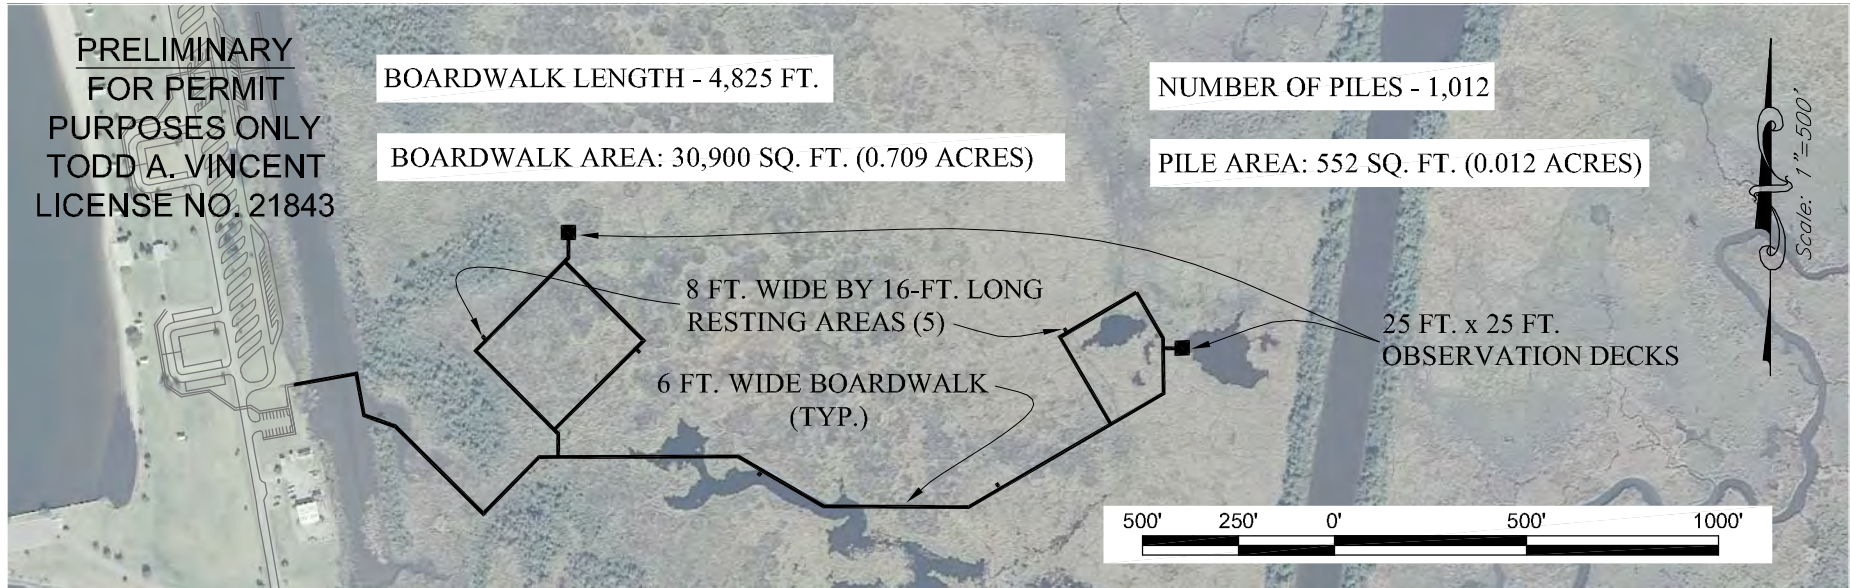 PRELIMINARY
FOR PERMIT
PURPOSES ONLY
TODD A. VINCENT
LICENSE NO. 21843
BOARDWALK LENGTH - 4,825 FT.
BOARDWALK AREA: 30,900 SQ. FT. (0.709 ACRES)
NUMBER OF PILES - 1,012
PILE AREA: 552 SQ. FT. (0.012 ACRES)
Scale: 1"=500'
8 FT. WIDE BY 16-FT. LONG
RESTING AREAS (5)
6 FT. WIDE BOARDWALK
(TYP.)
25 FT. x 25 FT.
OBSERVATION DECKS
500' 250' 0' 500' 1000'